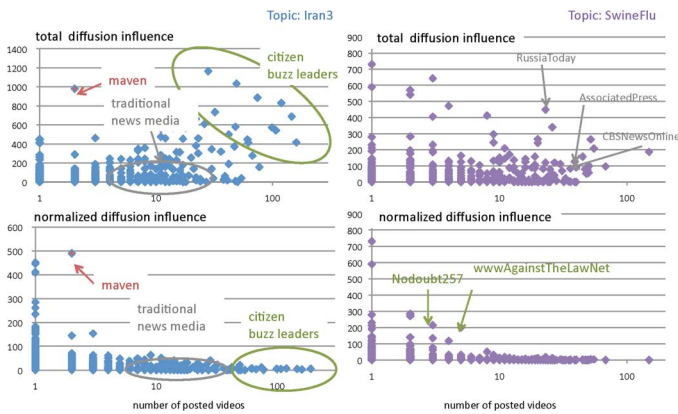 Topic: Iran3
Topic: SwineFlu
total diffusion influence
1400
1200
1000
800
600
400
200
0
1
10
100
maven
traditional
news media
citizen
buzz leaders
total diffusion influence
900
800
700
600
500
400
300
200
100
0
1
10
100
RussiaToday
AssociatedPress
CBSNewsOnline
normalized diffusion influence
600
500
400
300
200
100
0
1
10
100
maven
traditional
news media
citizen
buzz leaders
number of posted videos
normalized diffusion influence
900
800
700
600
500
400
300
200
100
0
1
10
100
Nodoubt257
wwwAgainstTheLawNet
number of posted videos